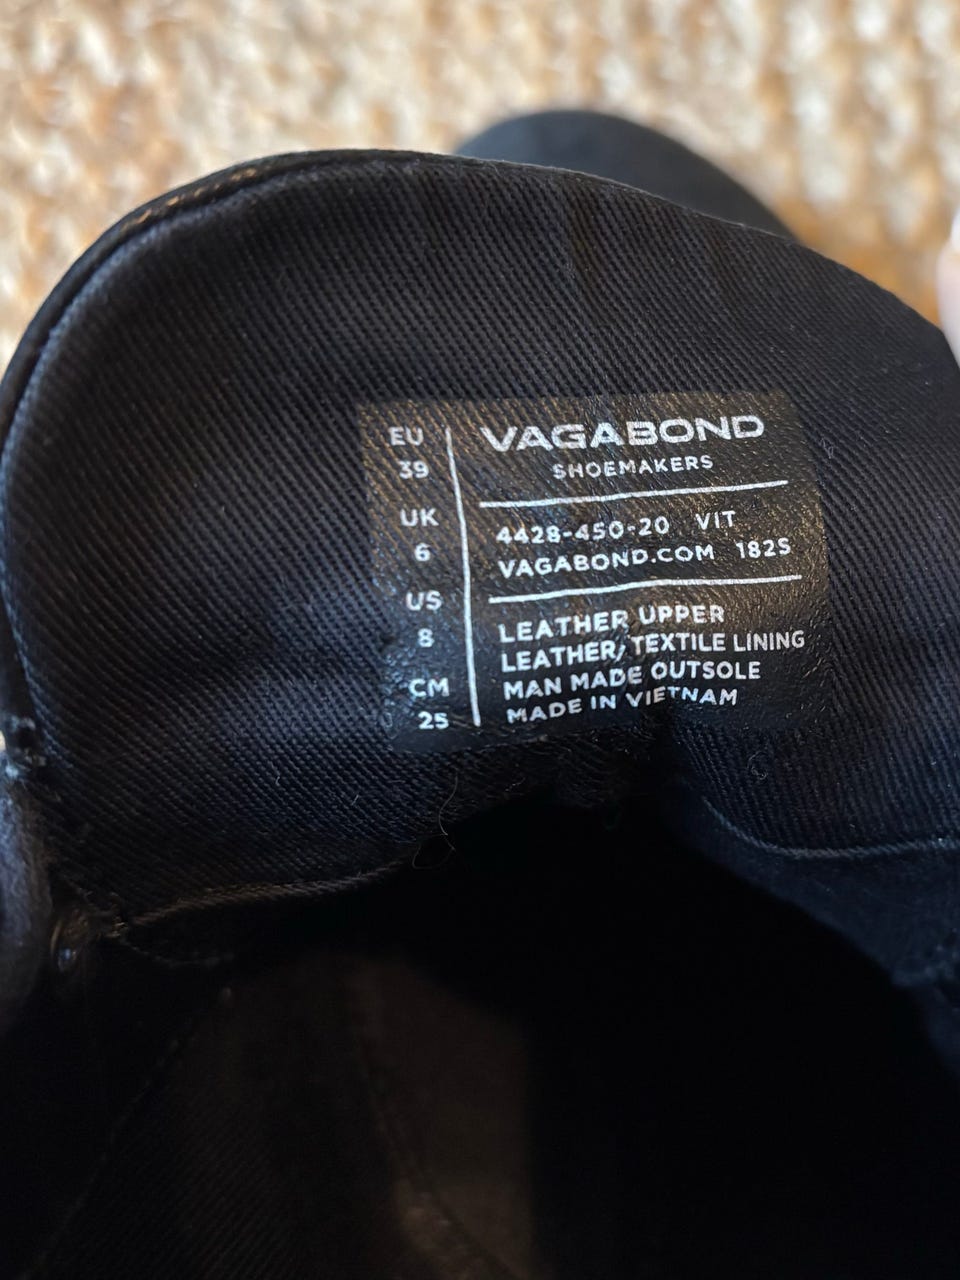 EU
39
UK
6
US
8
CM
25
VAGABOND
SHOEMAKERS
4428-450-20 VIT
VAGABOND.COM 182S
LEATHER UPPER
LEATHER/TEXTILE LINING
MAN MADE OUTSOLE
MADE IN VIETNAM